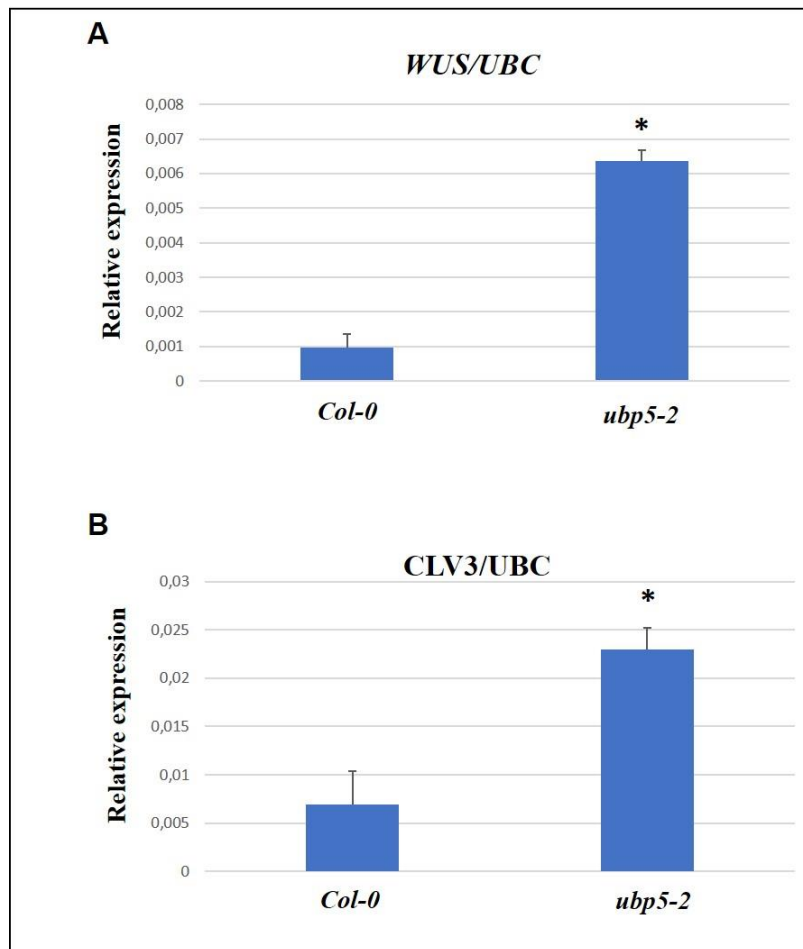 A
WUS/UBC
Relative expression
0,008
0,007
0,006
0,005
0,004
0,003
0,002
0,001
0
*
Col-0
ubp5-2
B
CLV3/UBC
Relative expression
0,03
0,025
0,02
0,015
0,01
0,005
0
*
Col-0
ubp5-2